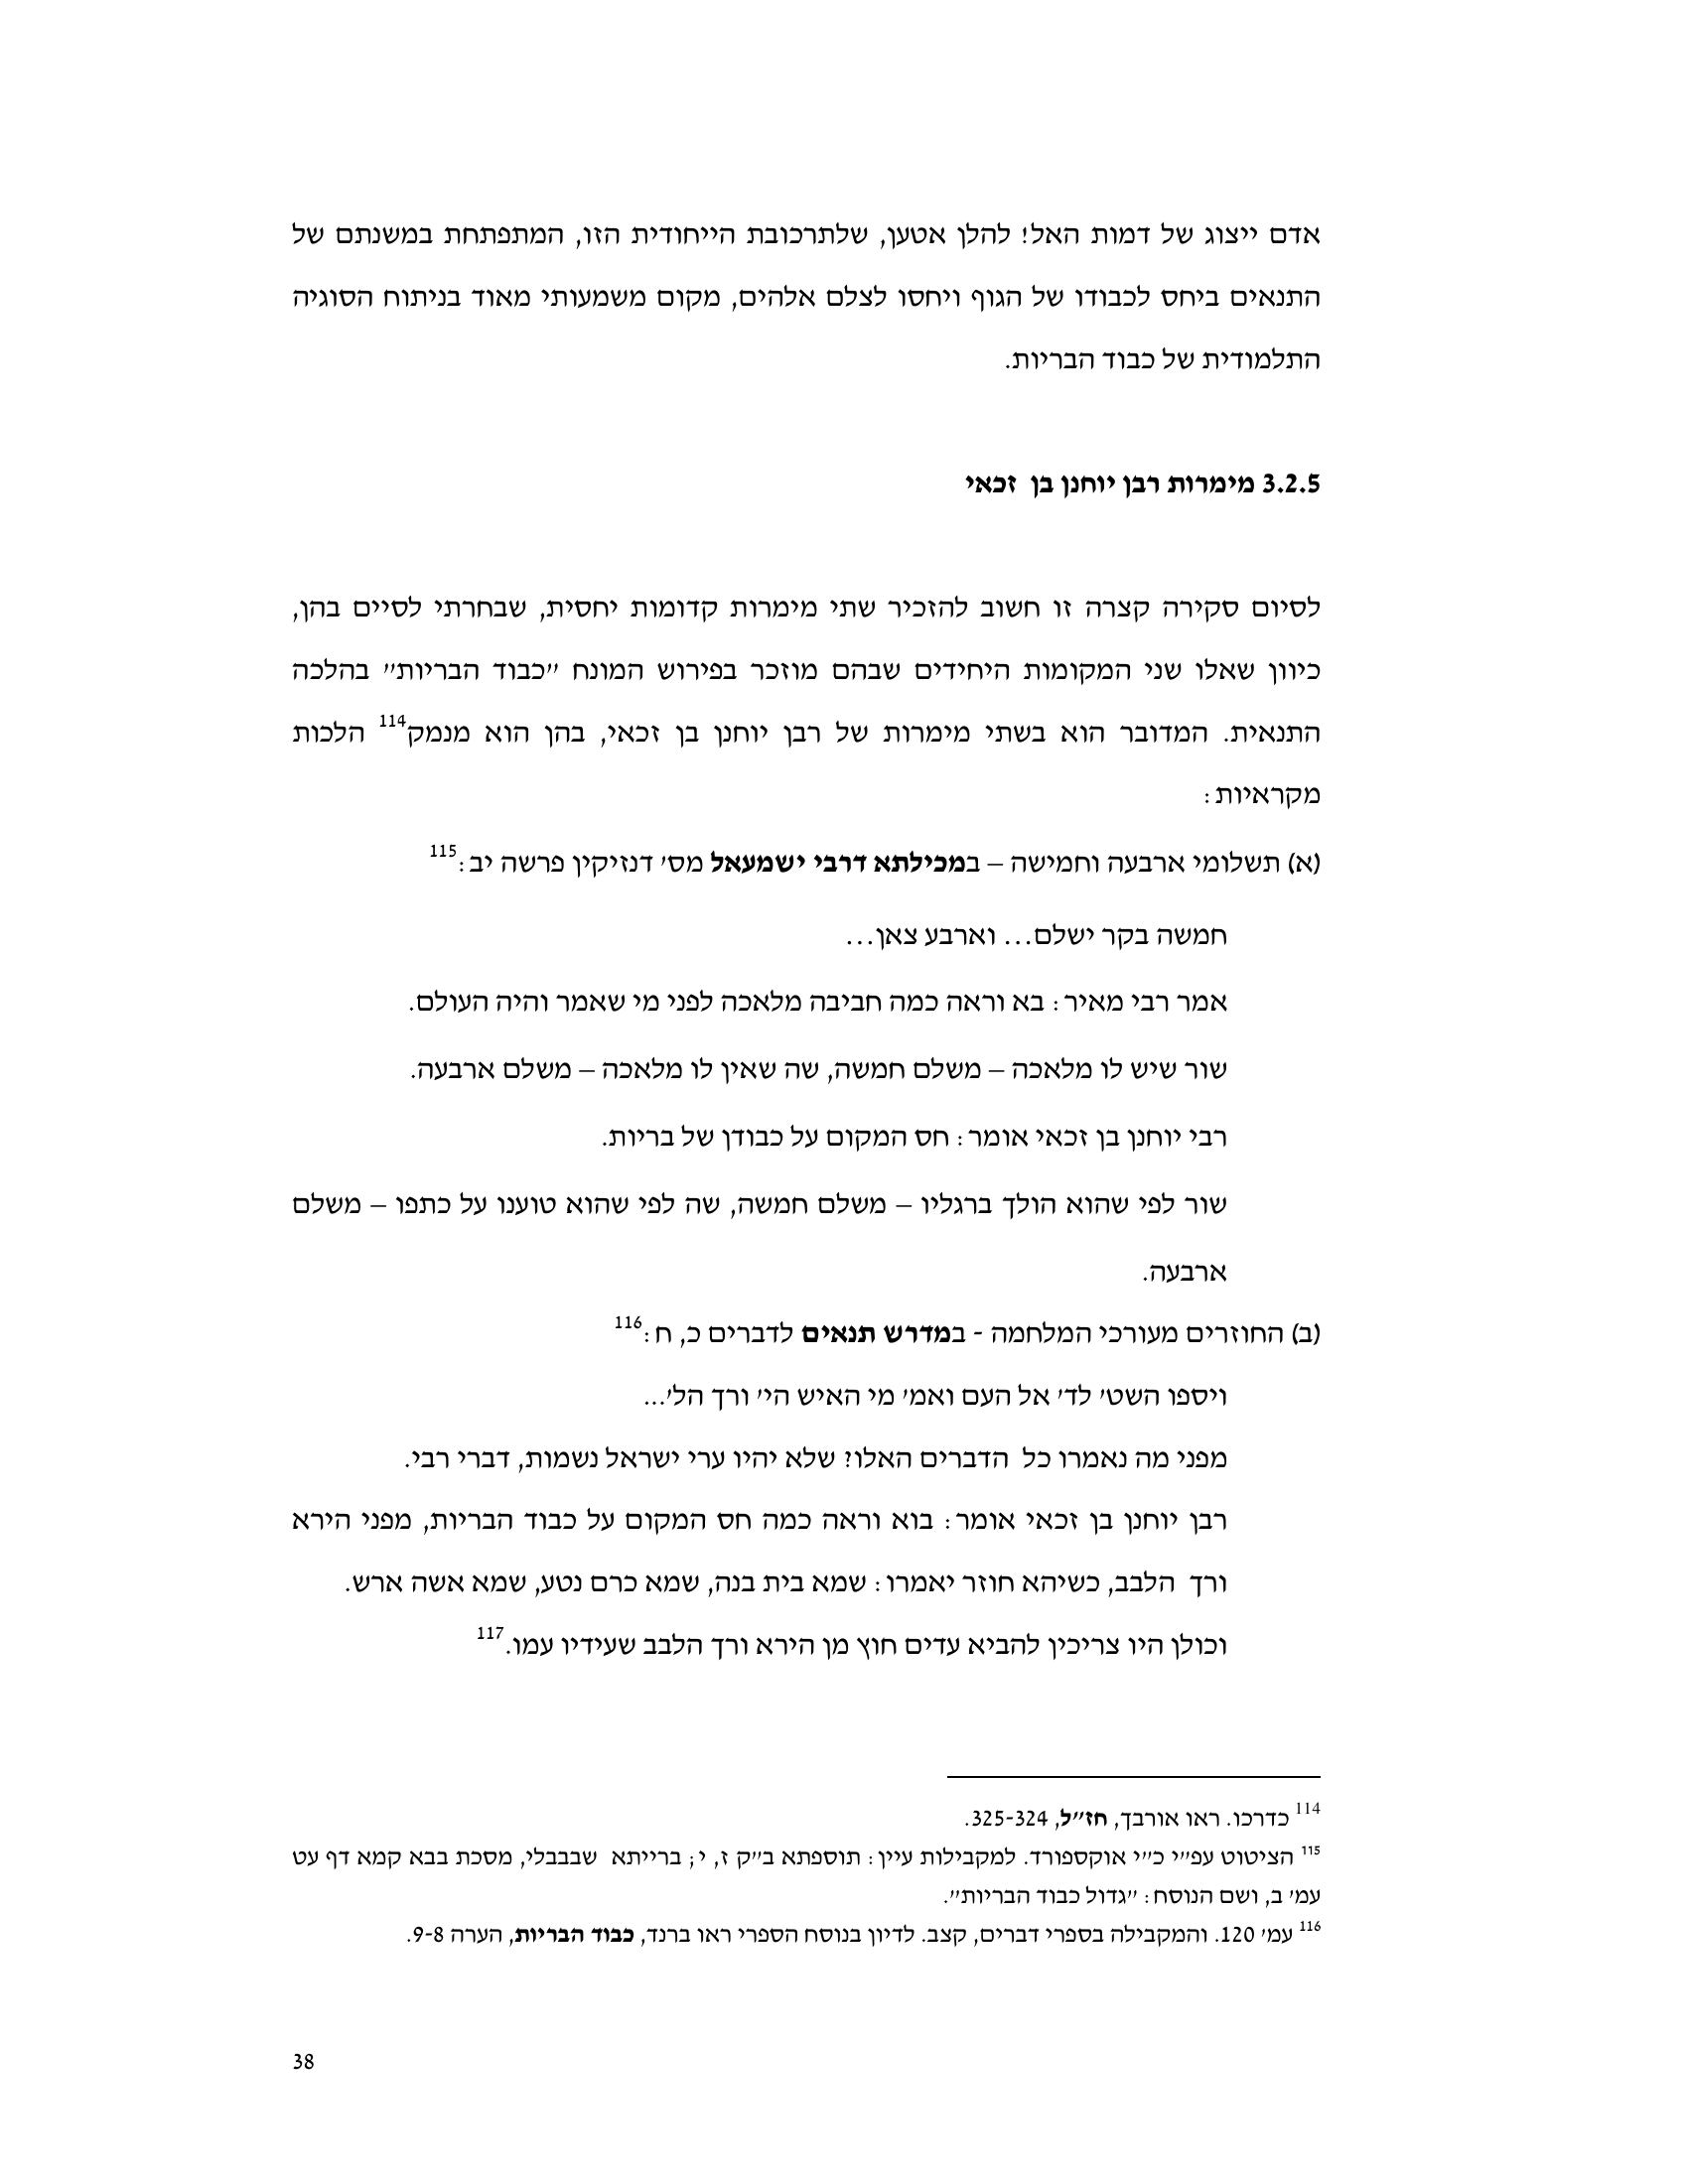 אדם ייצוג של דמות האל! להלן אטען, שלתרכובת הייחודית הזו, המתפתחת במשנתם של
התנאים ביחס לכבודו של הגוף ויחסו לצלם אלהים, מקום משמעותי מאוד בניתוח הסוגיה
התלמודית של כבוד הבריות.
3.2.5 מימרות רבן יוחנן בן  זכאי
לסיום סקירה קצרה זו חשוב להזכיר שתי מימרות קדומות יחסית, שבחרתי לסיים בהן,
כיוון שאלו שני המקומות היחידים שבהם מוזכר בפירוש המונח "כבוד הבריות" בהלכה
התנאית. המדובר הוא בשתי מימרות של רבן יוחנן בן זכאי, בהן הוא מנמק114 הלכות
מקראיות:
(א) תשלומי ארבעה וחמישה – במכילתא דרבי ישמעאל מס' דנזיקין פרשה יב:115
חמשה בקר ישלם... וארבע צאן...
אמר רבי מאיר: בא וראה כמה חביבה מלאכה לפני מי שאמר והיה העולם.
שור שיש לו מלאכה – משלם חמשה, שה שאין לו מלאכה – משלם ארבעה.
רבי יוחנן בן זכאי אומר: חס המקום על כבודן של בריות.
שור לפי שהוא הולך ברגליו – משלם חמשה, שה לפי שהוא טוענו על כתפו – משלם
ארבעה.
(ב) החוזרים מעורכי המלחמה - במדרש תנאים לדברים כ, ח:116
ויספו השט' לד' אל העם ואמ' מי האיש הי' ורך הל'...
מפני מה נאמרו כל  הדברים האלו? שלא יהיו ערי ישראל נשמות, דברי רבי.
רבן יוחנן בן זכאי אומר: בוא וראה כמה חס המקום על כבוד הבריות, מפני הירא
ורך  הלבב, כשיהא חוזר יאמרו: שמא בית בנה, שמא כרם נטע, שמא אשה ארש.
וכולן היו צריכין להביא עדים חוץ מן הירא ורך הלבב שעידיו עמו.117
114 כדרכו. ראו אורבך, חז"ל, 325-324.
115 הציטוט עפ"י כ"י אוקספורד. למקבילות עיין: תוספתא ב"ק ז, י; ברייתא  שבבבלי, מסכת בבא קמא דף עט
עמ' ב, ושם הנוסח: "גדול כבוד הבריות".
116 עמ' 120. והמקבילה בספרי דברים, קצב. לדיון בנוסח הספרי ראו ברנד, כבוד הבריות, הערה 9-8.
38